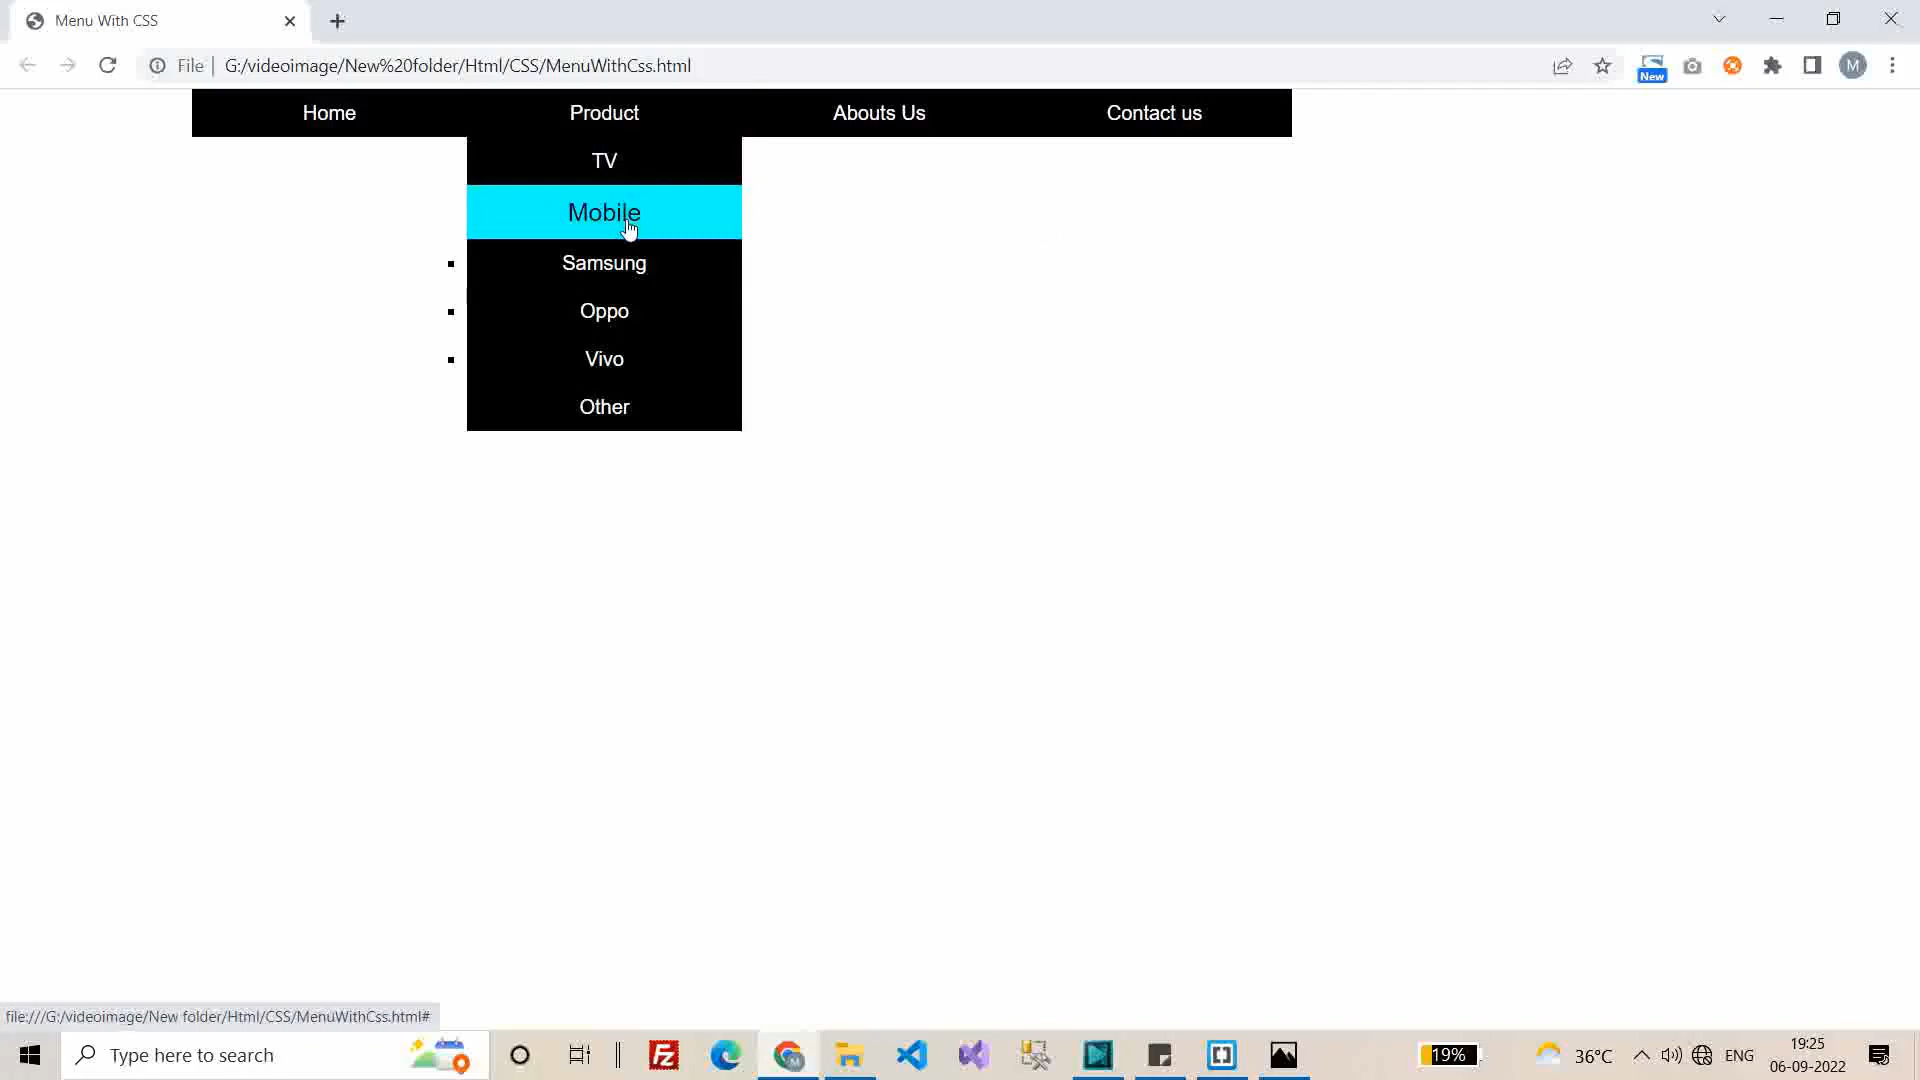 Menu With CSS
File | G:/videoimage/New%20folder/Html/CSS/MenuWithCss.html
New
M
Home Product Abouts Us Contact us
TV
Mobile
Samsung
Oppo
Vivo
Other
file:///G:/videoimage/New folder/Html/CSS/MenuWithCss.html#
Type here to search
19%
36°C
ENG
19:25
06-09-2022